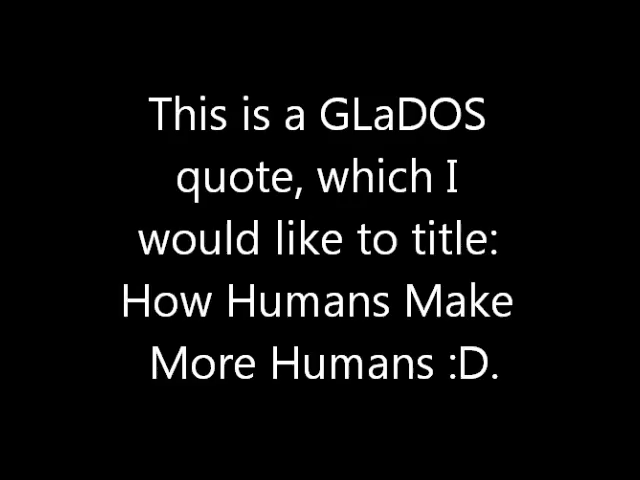 This is a GLaDOS
quote, which I
would like to title:
How Humans Make
More Humans :D.